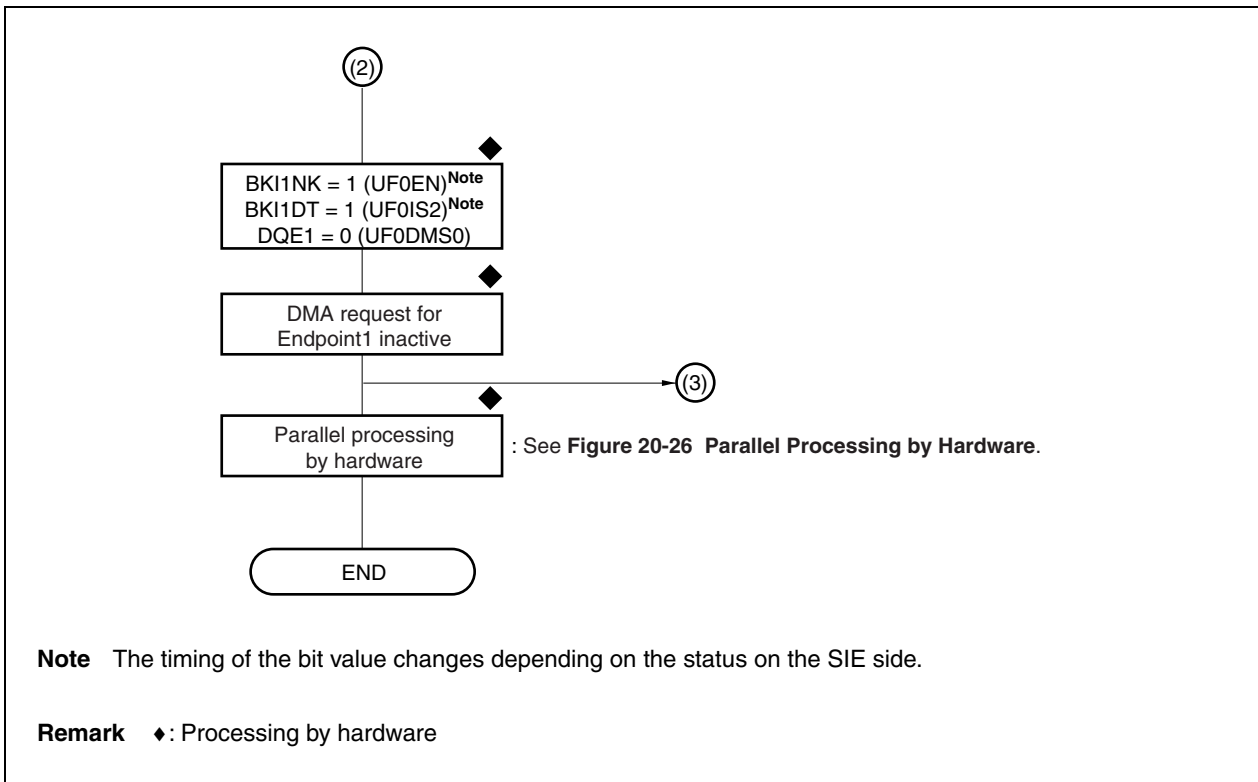 (2)
BKI1NK = 1 (UF0EN)Note
BKI1DT = 1 (UF0IS2)Note
DQE1 = 0 (UF0DMS0)
DMA request for
Endpoint1 inactive
(3)
Parallel processing
by hardware
: See Figure 20-26 Parallel Processing by Hardware.
END
Note The timing of the bit value changes depending on the status on the SIE side.
Remark ♦: Processing by hardware